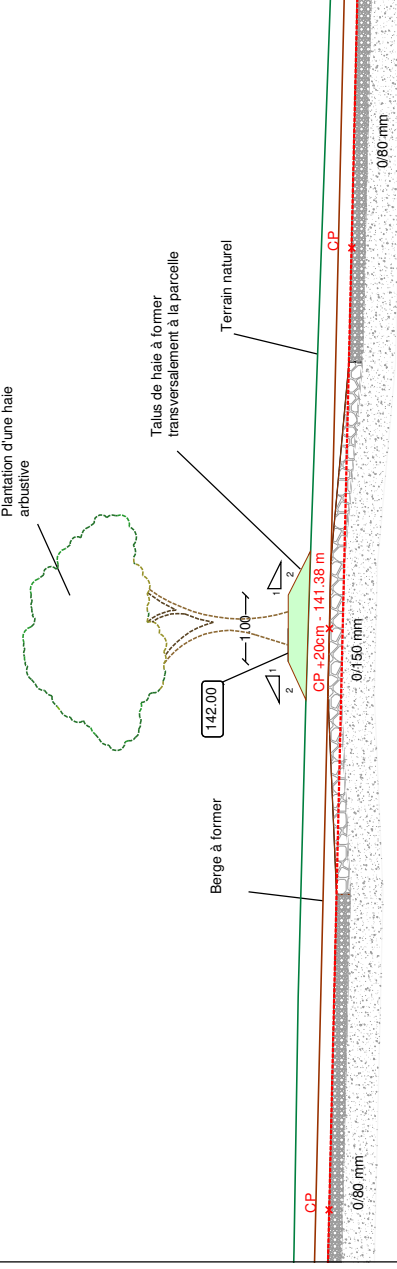 Plantation d'une haie
arbustive
Talus de haie à former
transversalement à la parcelle
Terrain naturel
Berge à former
142.00
1.00
1
2
1
2
CP +20cm - 141.38 m
CP
CP
0/80 mm
0/150 mm
0/80 mm